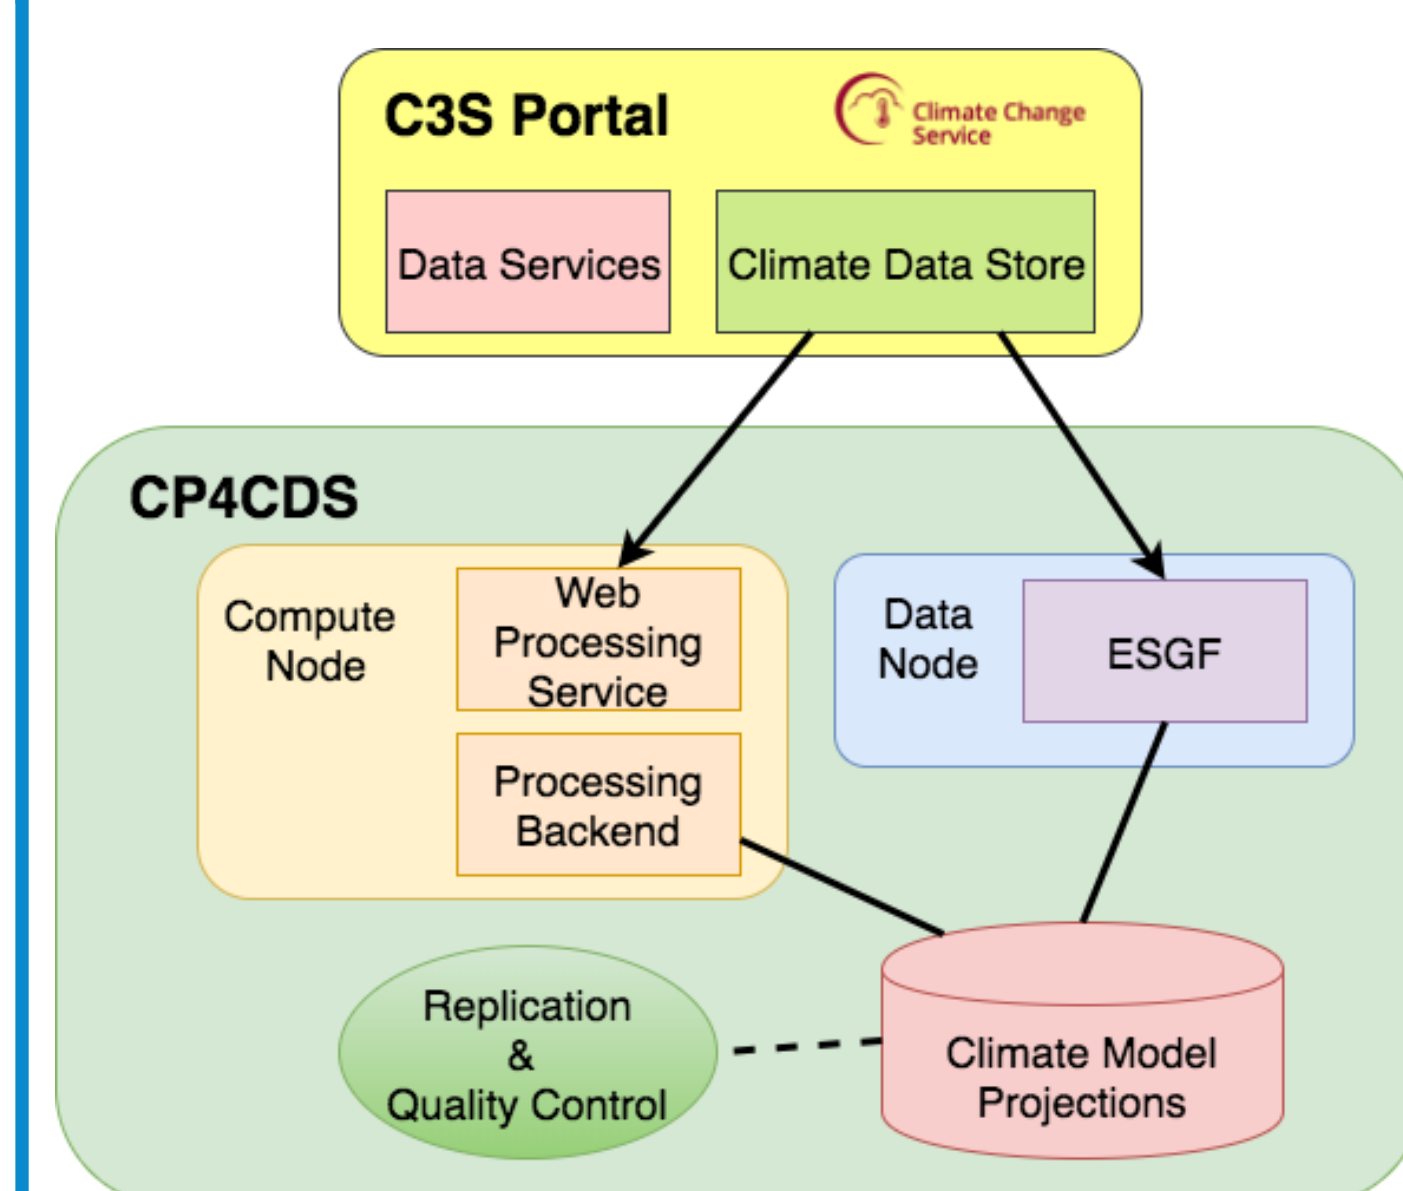 C3S Portal
Climate Change
Service
Data Services
Climate Data Store
CP4CDS
Compute
Node
Web
Processing
Service
Data
Node
ESGF
Processing
Backend
Replication
&
Quality Control
Climate Model
Projections